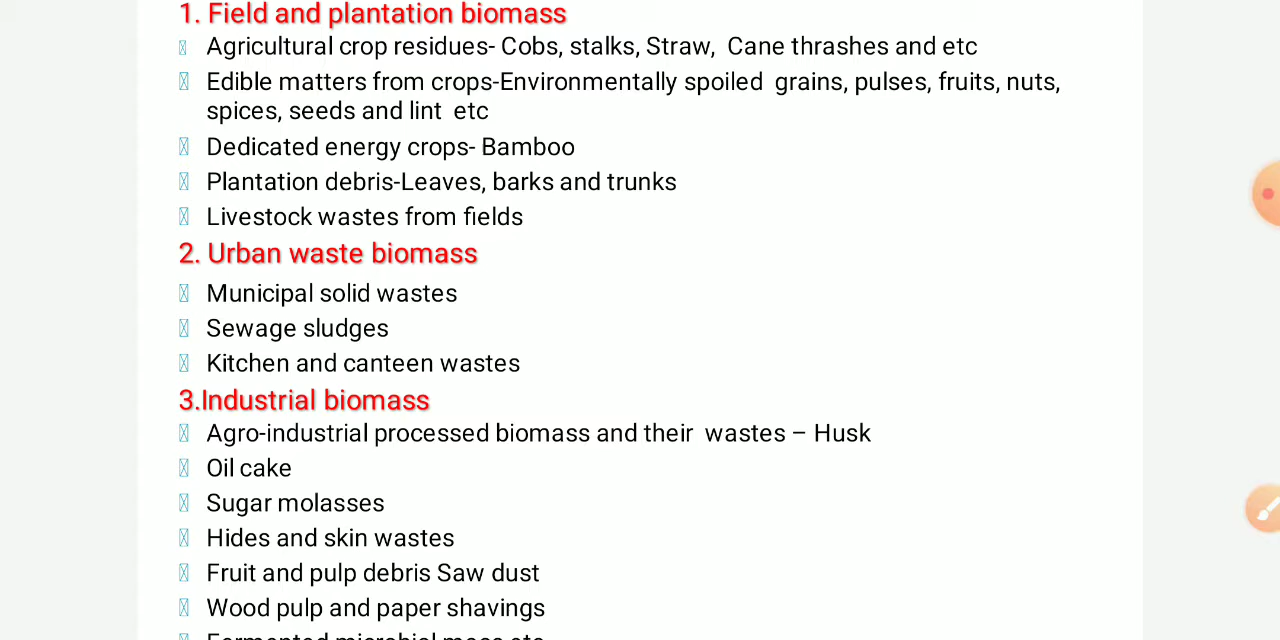 1. Field and plantation biomass
Agricultural crop residues- Cobs, stalks, Straw, Cane thrashes and etc
Edible matters from crops-Environmentally spoiled grains, pulses, fruits, nuts,
spices, seeds and lint etc
Dedicated energy crops- Bamboo
Plantation debris-Leaves, barks and trunks
Livestock wastes from fields
2. Urban waste biomass
Municipal solid wastes
Sewage sludges
Kitchen and canteen wastes
3.Industrial biomass
Agro-industrial processed biomass and their wastes – Husk
Oil cake
Sugar molasses
Hides and skin wastes
Fruit and pulp debris Saw dust
Wood pulp and paper shavings
Fermented microbial mass etc